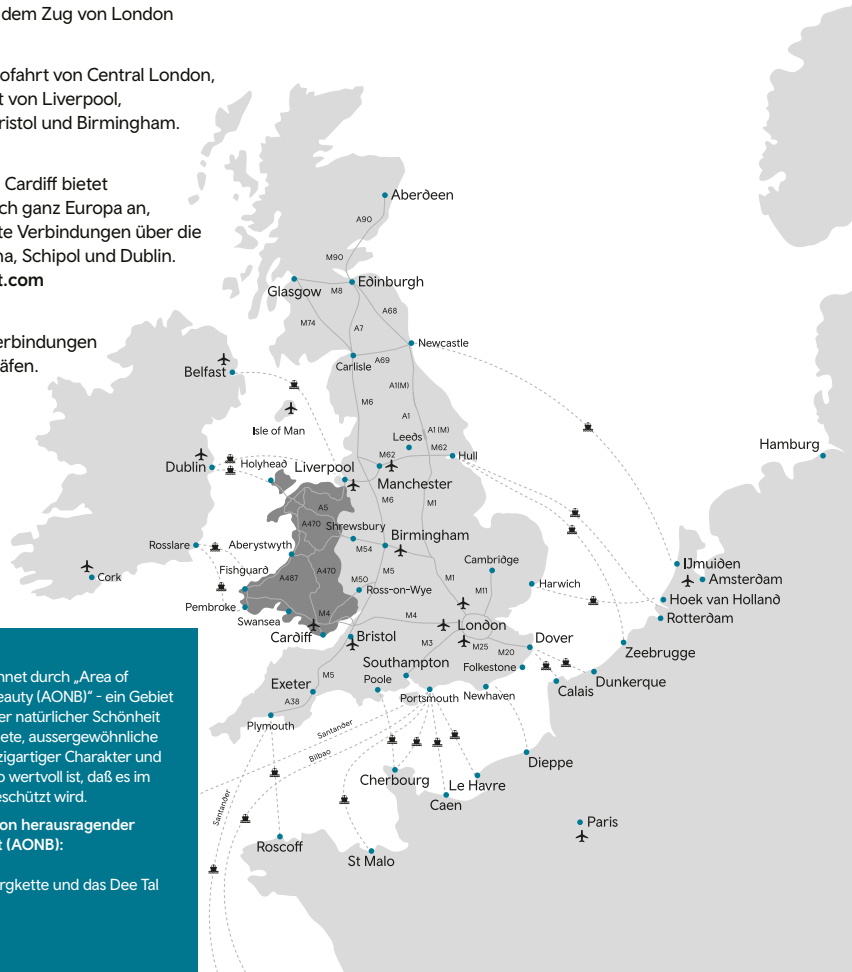 dem Zug von London
ofahrt von Central London,
t von Liverpool,
ristol und Birmingham.
Cardiff bietet
ch ganz Europa an,
te Verbindungen über die
na, Schipol und Dublin.
t.com
erbindungen
äfen.
Aberdeen
A90
M90
Edinburgh
Glasgow
M8
A68
M74
A7
Newcastle
A69
Carlisle
Belfast
A1(M)
M6
A1
Isle of Man
A1 (M)
Leeds
M62
M62
Hull
Hamburg
Dublin
Holyhead
Liverpool
Manchester
M6
M1
A5
A470
Shrewsbury
Birmingham
Rosslare
Aberystwyth
M54
Cambridge
IJmuiden
Cork
Fishguard
A487
A470
M5
M50
Ross-on-Wye
M1
M11
Harwich
Amsterdam
Hoek van Holland
Pembroke
Swansea
M4
M4
London
Rotterdam
Cardiff
Bristol
M3
M25
M20
Dover
Zeebrugge
Southampton
Folkestone
Poole
M5
Exeter
Portsmouth
Newhaven
Calais
Dunkerque
A38
Plymouth
Santander
Bilbao
Santander
Dieppe
Cherbourg
Le Havre
Caen
Paris
Roscoff
St Malo
hnet durch „Area of
eauty (AONB)“ - ein Gebiet
er natürlicher Schönheit
ete, aussergewöhnliche
zigartiger Charakter und
o wertvoll ist, daß es im
eschützt wird.
on herausragender
t (AONB):
rgkette und das Dee Tal